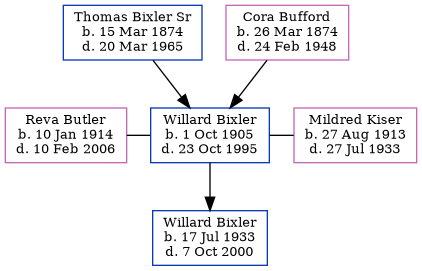 Thomas Bixler Sr
b. 15 Mar 1874
d. 20 Mar 1965
Cora Bufford
b. 26 Mar 1874
d. 24 Feb 1948
Reva Butler
b. 10 Jan 1914
d. 10 Feb 2006
Willard Bixler
b. 1 Oct 1905
d. 23 Oct 1995
Mildred Kiser
b. 27 Aug 1913
d. 27 Jul 1933
Willard Bixler
b. 17 Jul 1933
d. 7 Oct 2000